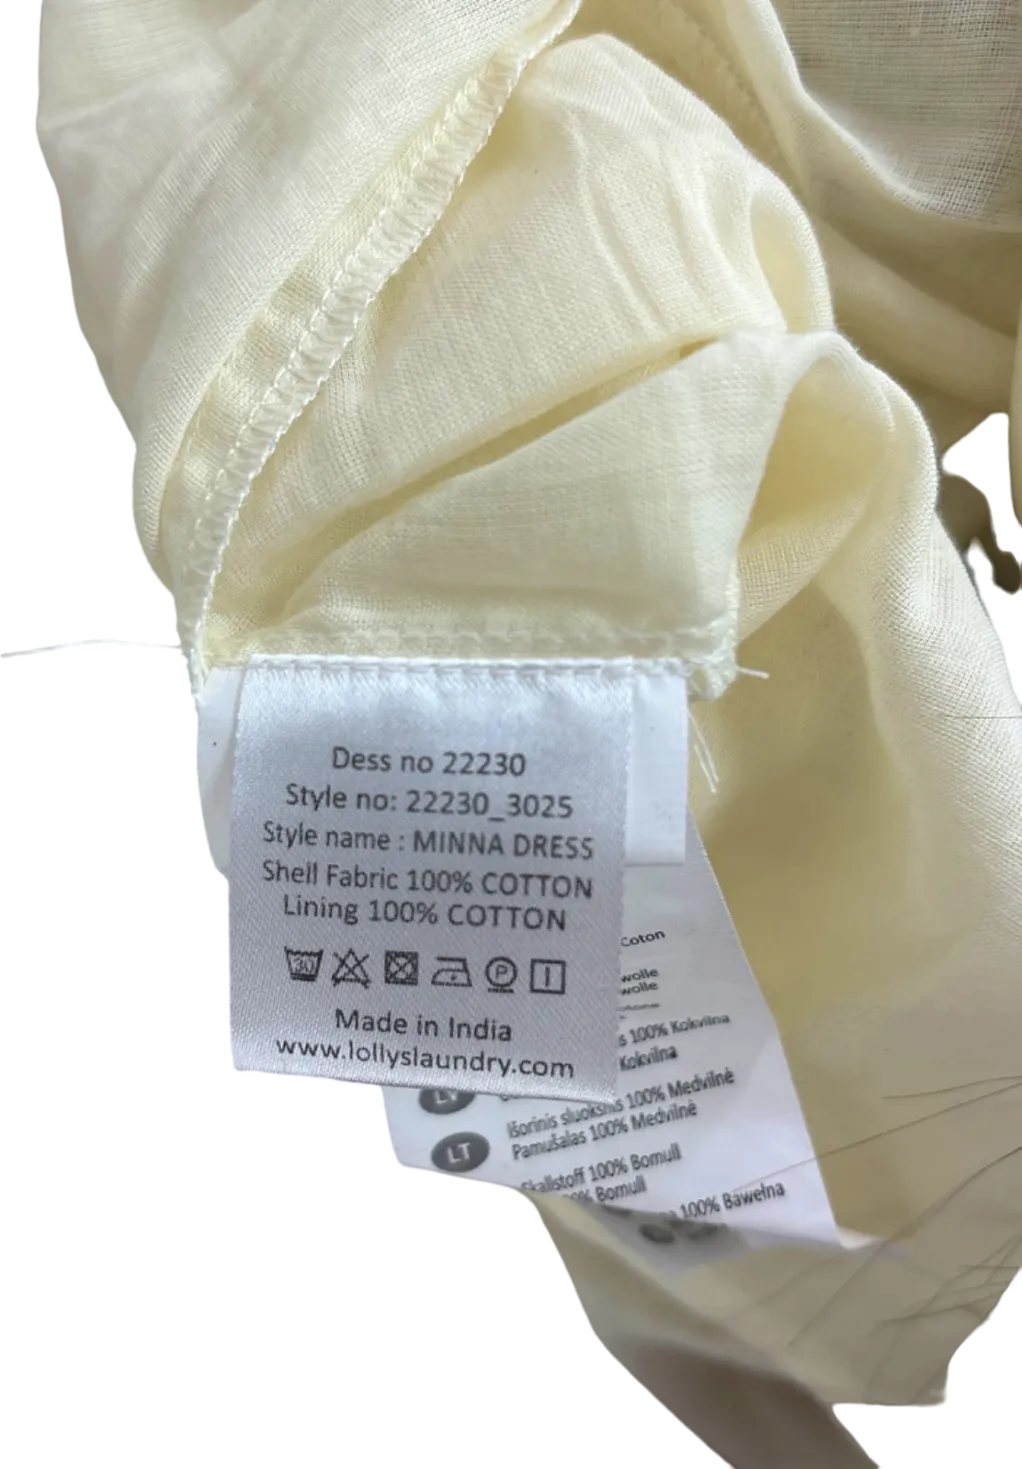 Dess no 22230
Style no: 22230_3025
Style name : MINNA DRESS
Shell Fabric 100% COTTON
Lining 100% COTTON
30
P
Made in India
www.lollyslaundry.com
Coton
wolle
wolle
100% Kokvilna
Kokvilna
LV
Išorinis sluoksnis 100% Medvilnė
LT
Pamušalas 100% Medvilnė
Skallstoff 100% Bomull
Bomull
100% Bawełna